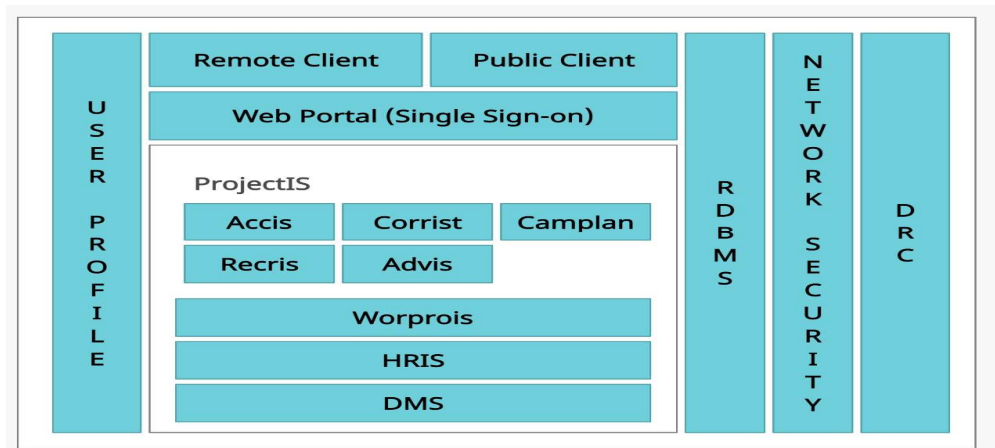 USER PROFILE
Remote Client
Public Client
Web Portal (Single Sign-on)
ProjectIS
Accis
Corrist
Camplan
Recris
Advis
Worprois
HRIS
DMS
RDBMS
NETWORK SECURITY
DRC